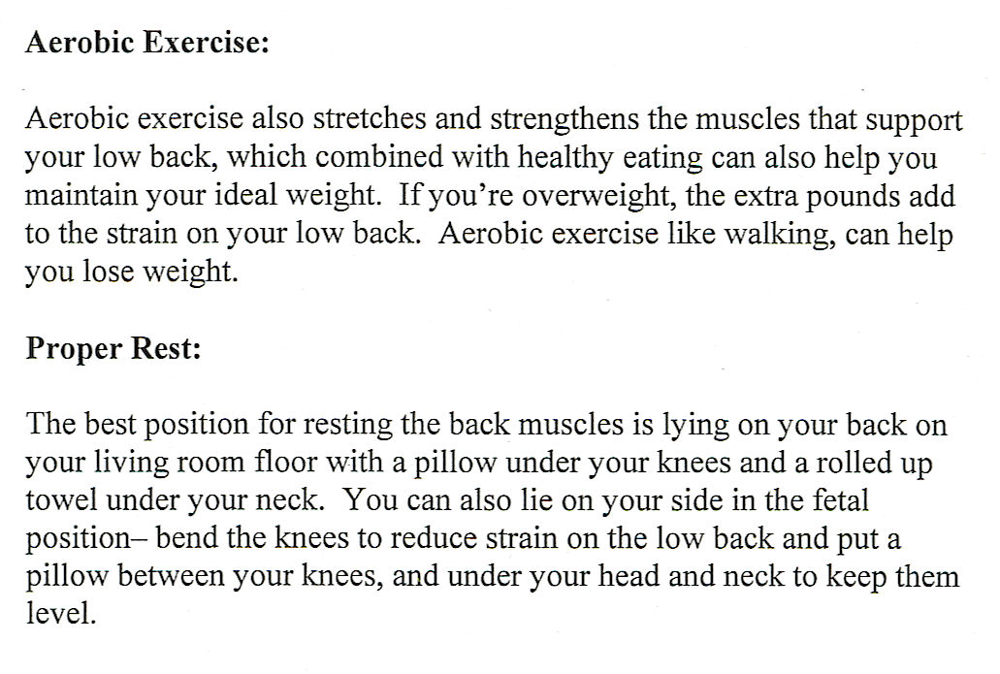 Aerobic Exercise:
Aerobic exercise also stretches and strengthens the muscles that support
your low back, which combined with healthy eating can also help you
maintain your ideal weight.  If you’re overweight, the extra pounds add
to the strain on your low back.  Aerobic exercise like walking, can help
you lose weight.
Proper Rest:
The best position for resting the back muscles is lying on your back on
your living room floor with a pillow under your knees and a rolled up
towel under your neck.  You can also lie on your side in the fetal
position– bend the knees to reduce strain on the low back and put a
pillow between your knees, and under your head and neck to keep them
level.